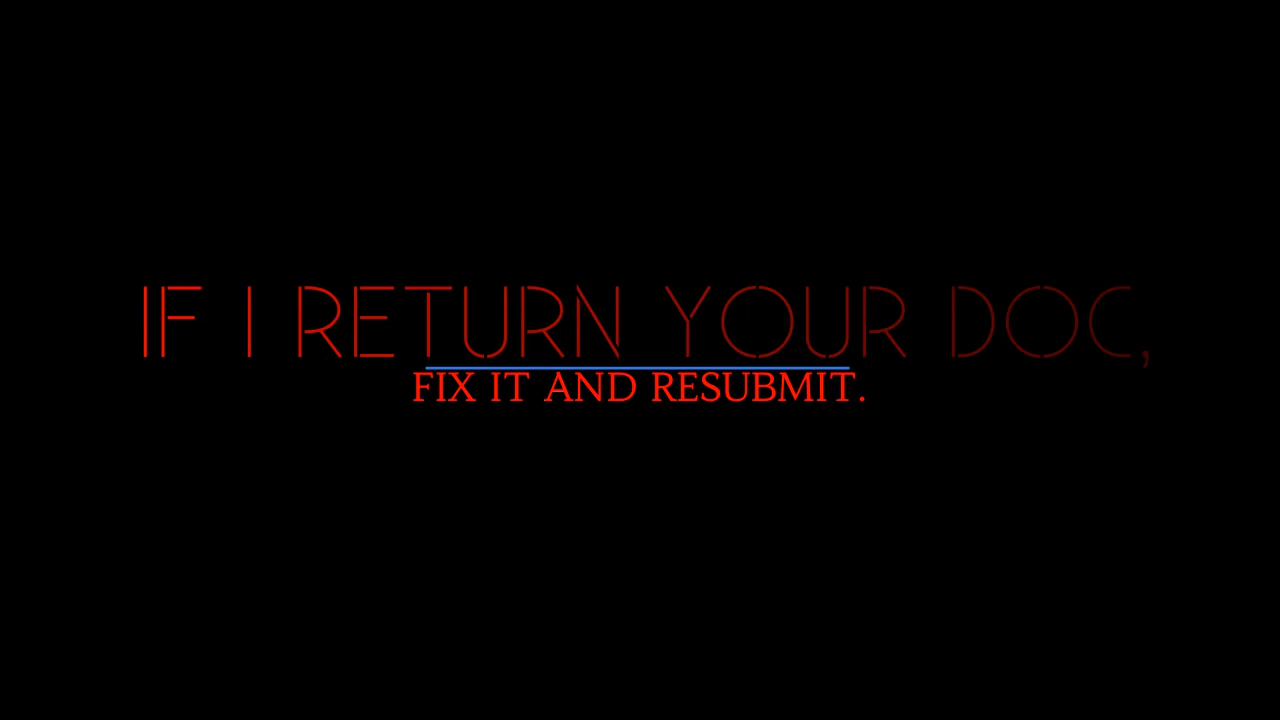 IF I RETURN YOUR DOC,
FIX IT AND RESUBMIT.